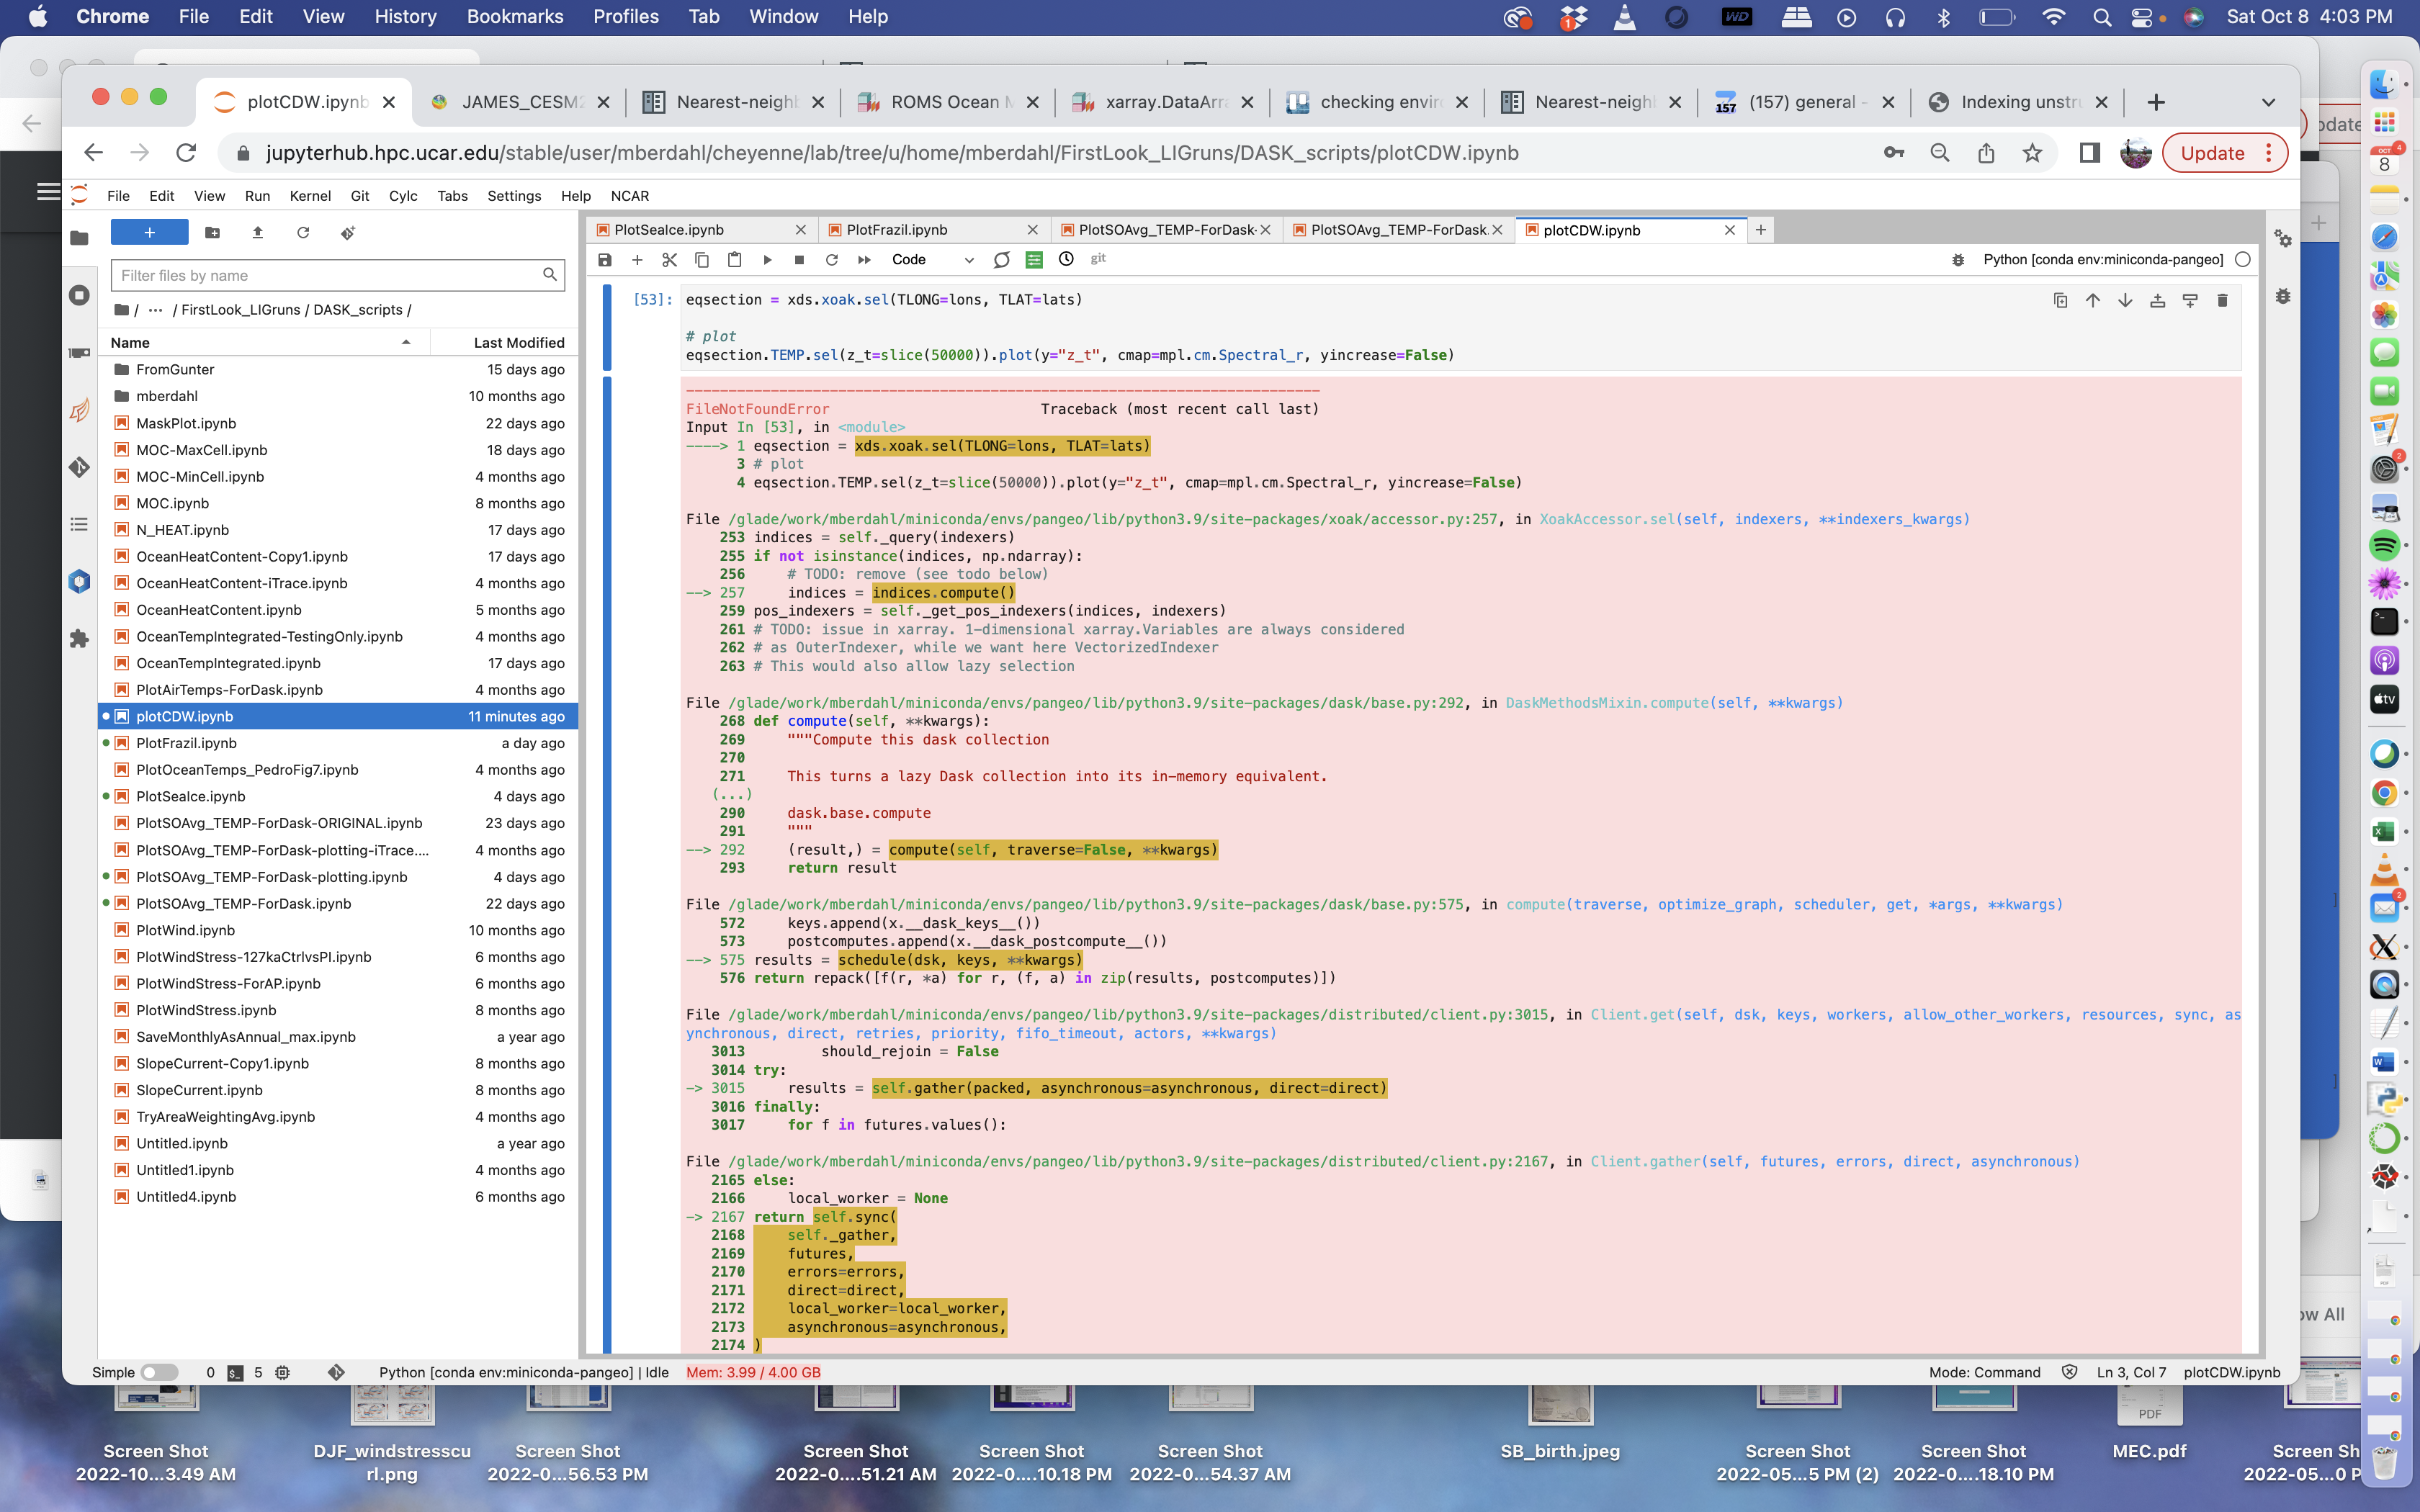 Chrome File Edit View History Bookmarks Profiles Tab Window Help
1 WD Sat Oct 8 4:03 PM
plotCDW.ipynb JAMES_CESM2 Nearest-neigh ROMS Ocean M xarray.DataArra checking envir Nearest-neigh 157 (157) general - Indexing unstr
jupyterhub.hpc.ucar.edu/stable/user/mberdahl/cheyenne/lab/tree/u/home/mberdahl/FirstLook_LIGruns/DASK_scripts/plotCDW.ipynb Update
File Edit View Run Kernel Git Cylc Tabs Settings Help NCAR
+
Filter files by name
/ ··· / FirstLook_LIGruns / DASK_scripts /
Name Last Modified
FromGunter 15 days ago
mberdahl 10 months ago
MaskPlot.ipynb 22 days ago
MOC-MaxCell.ipynb 18 days ago
MOC-MinCell.ipynb 4 months ago
MOC.ipynb 8 months ago
N_HEAT.ipynb 17 days ago
OceanHeatContent-Copy1.ipynb 17 days ago
OceanHeatContent-iTrace.ipynb 4 months ago
OceanHeatContent.ipynb 5 months ago
OceanTempIntegrated-TestingOnly.ipynb 4 months ago
OceanTempIntegrated.ipynb 17 days ago
PlotAirTemps-ForDask.ipynb 4 months ago
plotCDW.ipynb 11 minutes ago
PlotFrazil.ipynb a day ago
PlotOceanTemps_PedroFig7.ipynb 4 months ago
PlotSeaIce.ipynb 4 days ago
PlotSOAvg_TEMP-ForDask-ORIGINAL.ipynb 23 days ago
PlotSOAvg_TEMP-ForDask-plotting-iTrace.... 4 months ago
PlotSOAvg_TEMP-ForDask-plotting.ipynb 4 days ago
PlotSOAvg_TEMP-ForDask.ipynb 22 days ago
PlotWind.ipynb 10 months ago
PlotWindStress-127kaCtrlvsPI.ipynb 6 months ago
PlotWindStress-ForAP.ipynb 6 months ago
PlotWindStress.ipynb 8 months ago
SaveMonthlyAsAnnual_max.ipynb a year ago
SlopeCurrent-Copy1.ipynb 8 months ago
SlopeCurrent.ipynb 8 months ago
TryAreaWeightingAvg.ipynb 4 months ago
Untitled.ipynb a year ago
Untitled1.ipynb 4 months ago
Untitled4.ipynb 6 months ago
PlotSeaIce.ipynb PlotFrazil.ipynb PlotSOAvg_TEMP-ForDask- PlotSOAvg_TEMP-ForDask. plotCDW.ipynb
Code git Python [conda env:miniconda-pangeo]
[53]: eqsection = xds.xoak.sel(TLONG=lons, TLAT=lats)
# plot
eqsection.TEMP.sel(z_t=slice(50000)).plot(y="z_t", cmap=mpl.cm.Spectral_r, yincrease=False)
---------------------------------------------------------------------------
FileNotFoundError Traceback (most recent call last)
Input In [53], in <module>
----> 1 eqsection = xds.xoak.sel(TLONG=lons, TLAT=lats)
3 # plot
4 eqsection.TEMP.sel(z_t=slice(50000)).plot(y="z_t", cmap=mpl.cm.Spectral_r, yincrease=False)
File /glade/work/mberdahl/miniconda/envs/pangeo/lib/python3.9/site-packages/xoak/accessor.py:257, in XoakAccessor.sel(self, indexers, **indexers_kwargs)
253 indices = self._query(indexers)
255 if not isinstance(indices, np.ndarray):
256 # TODO: remove (see todo below)
--> 257 indices = indices.compute()
259 pos_indexers = self._get_pos_indexers(indices, indexers)
261 # TODO: issue in xarray. 1-dimensional xarray.Variables are always considered
262 # as OuterIndexer, while we want here VectorizedIndexer
263 # This would also allow lazy selection
File /glade/work/mberdahl/miniconda/envs/pangeo/lib/python3.9/site-packages/dask/base.py:292, in DaskMethodsMixin.compute(self, **kwargs)
268 def compute(self, **kwargs):
269 """Compute this dask collection
270
271 This turns a lazy Dask collection into its in-memory equivalent.
(...)
290 dask.base.compute
291 """
--> 292 (result,) = compute(self, traverse=False, **kwargs)
293 return result
File /glade/work/mberdahl/miniconda/envs/pangeo/lib/python3.9/site-packages/dask/base.py:575, in compute(traverse, optimize_graph, scheduler, get, *args, **kwargs)
572 keys.append(x.__dask_keys__())
573 postcomputes.append(x.__dask_postcompute__())
--> 575 results = schedule(dsk, keys, **kwargs)
576 return repack([f(r, *a) for r, (f, a) in zip(results, postcomputes)])
File /glade/work/mberdahl/miniconda/envs/pangeo/lib/python3.9/site-packages/distributed/client.py:3015, in Client.get(self, dsk, keys, workers, allow_other_workers, resources, sync, as
ynchronous, direct, retries, priority, fifo_timeout, actors, **kwargs)
3013 should_rejoin = False
3014 try:
-> 3015 results = self.gather(packed, asynchronous=asynchronous, direct=direct)
3016 finally:
3017 for f in futures.values():
File /glade/work/mberdahl/miniconda/envs/pangeo/lib/python3.9/site-packages/distributed/client.py:2167, in Client.gather(self, futures, errors, direct, asynchronous)
2165 else:
2166 local_worker = None
-> 2167 return self.sync(
2168 self._gather,
2169 futures,
2170 errors=errors,
2171 direct=direct,
2172 local_worker=local_worker,
2173 asynchronous=asynchronous,
2174 )
Simple 0 5 Python [conda env:miniconda-pangeo] | Idle Mem: 3.99 / 4.00 GB Mode: Command Ln 3, Col 7 plotCDW.ipynb
ow All
PDF
Screen Shot DJF_windstresscu Screen Shot Screen Shot Screen Shot Screen Shot SB_birth.jpeg Screen Shot Screen Shot MEC.pdf Screen Sh
2022-10...3.49 AM rl.png 2022-0....56.53 PM 2022-0....51.21 AM 2022-0....10.18 PM 2022-0....54.37 AM 2022-05...5 PM (2) 2022-0....18.10 PM 2022-05...0 P